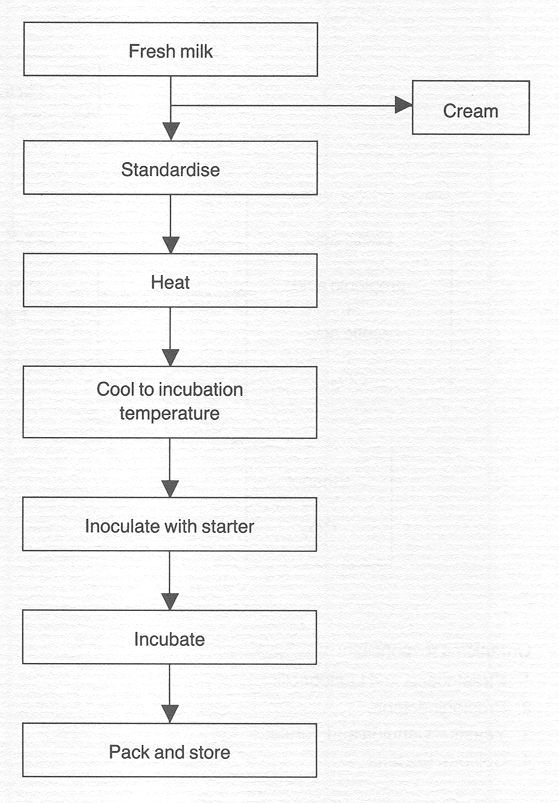 Fresh milk
Cream
Standardise
Heat
Cool to incubation
temperature
Inoculate with starter
Incubate
Pack and store